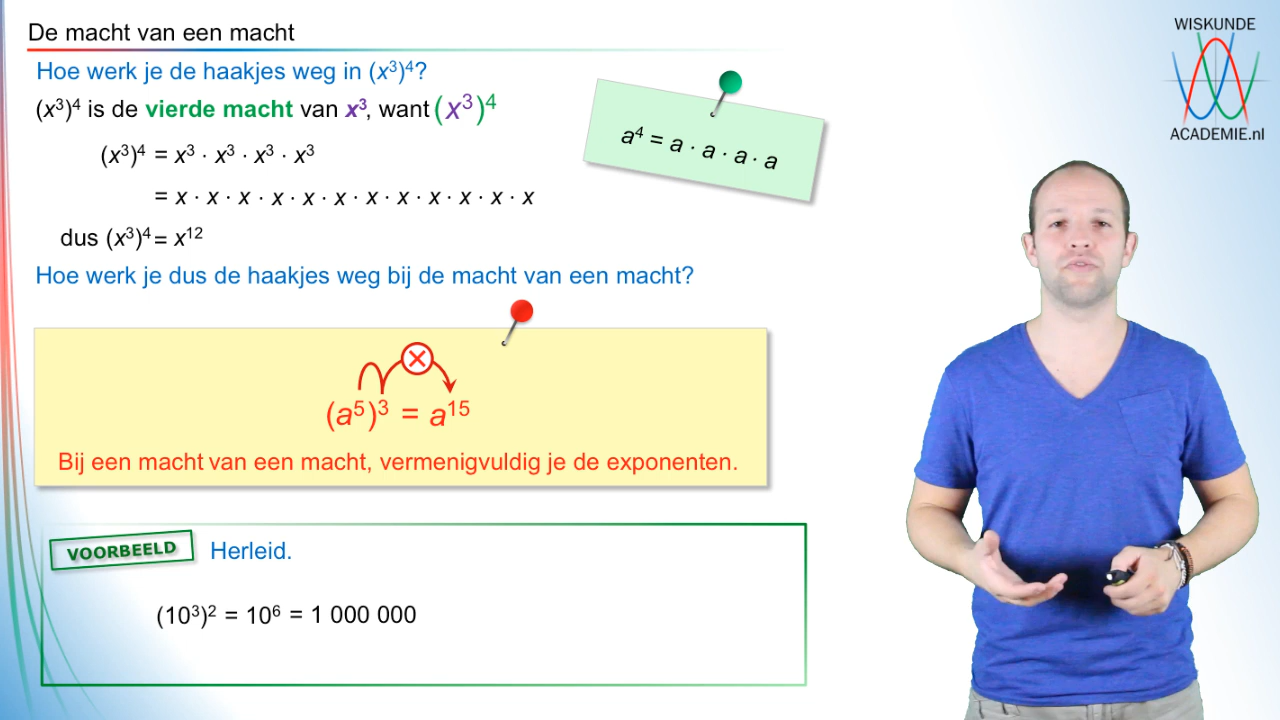 De macht van een macht
WISKUNDE
ACADEMIE.nl
Hoe werk je de haakjes weg in (x³)⁴?
(x³)⁴ is de vierde macht van x³, want (x³)⁴
a⁴ = a · a · a · a
(x³)⁴ = x³ · x³ · x³ · x³
= x · x · x · x · x · x · x · x · x · x · x · x
dus (x³)⁴ = x¹²
Hoe werk je dus de haakjes weg bij de macht van een macht?
×
(a⁵)³ = a¹⁵
Bij een macht van een macht, vermenigvuldig je de exponenten.
VOORBEELD Herleid.
(10³)² = 10⁶ = 1 000 000